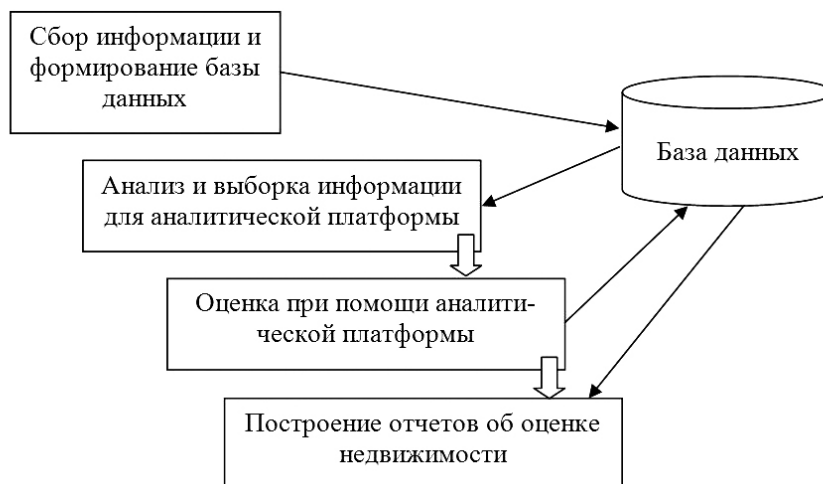 Сбор информации и
формирование базы
данных
База данных
Анализ и выборка информации
для аналитической платформы
Оценка при помощи аналити-
ческой платформы
Построение отчетов об оценке
недвижимости